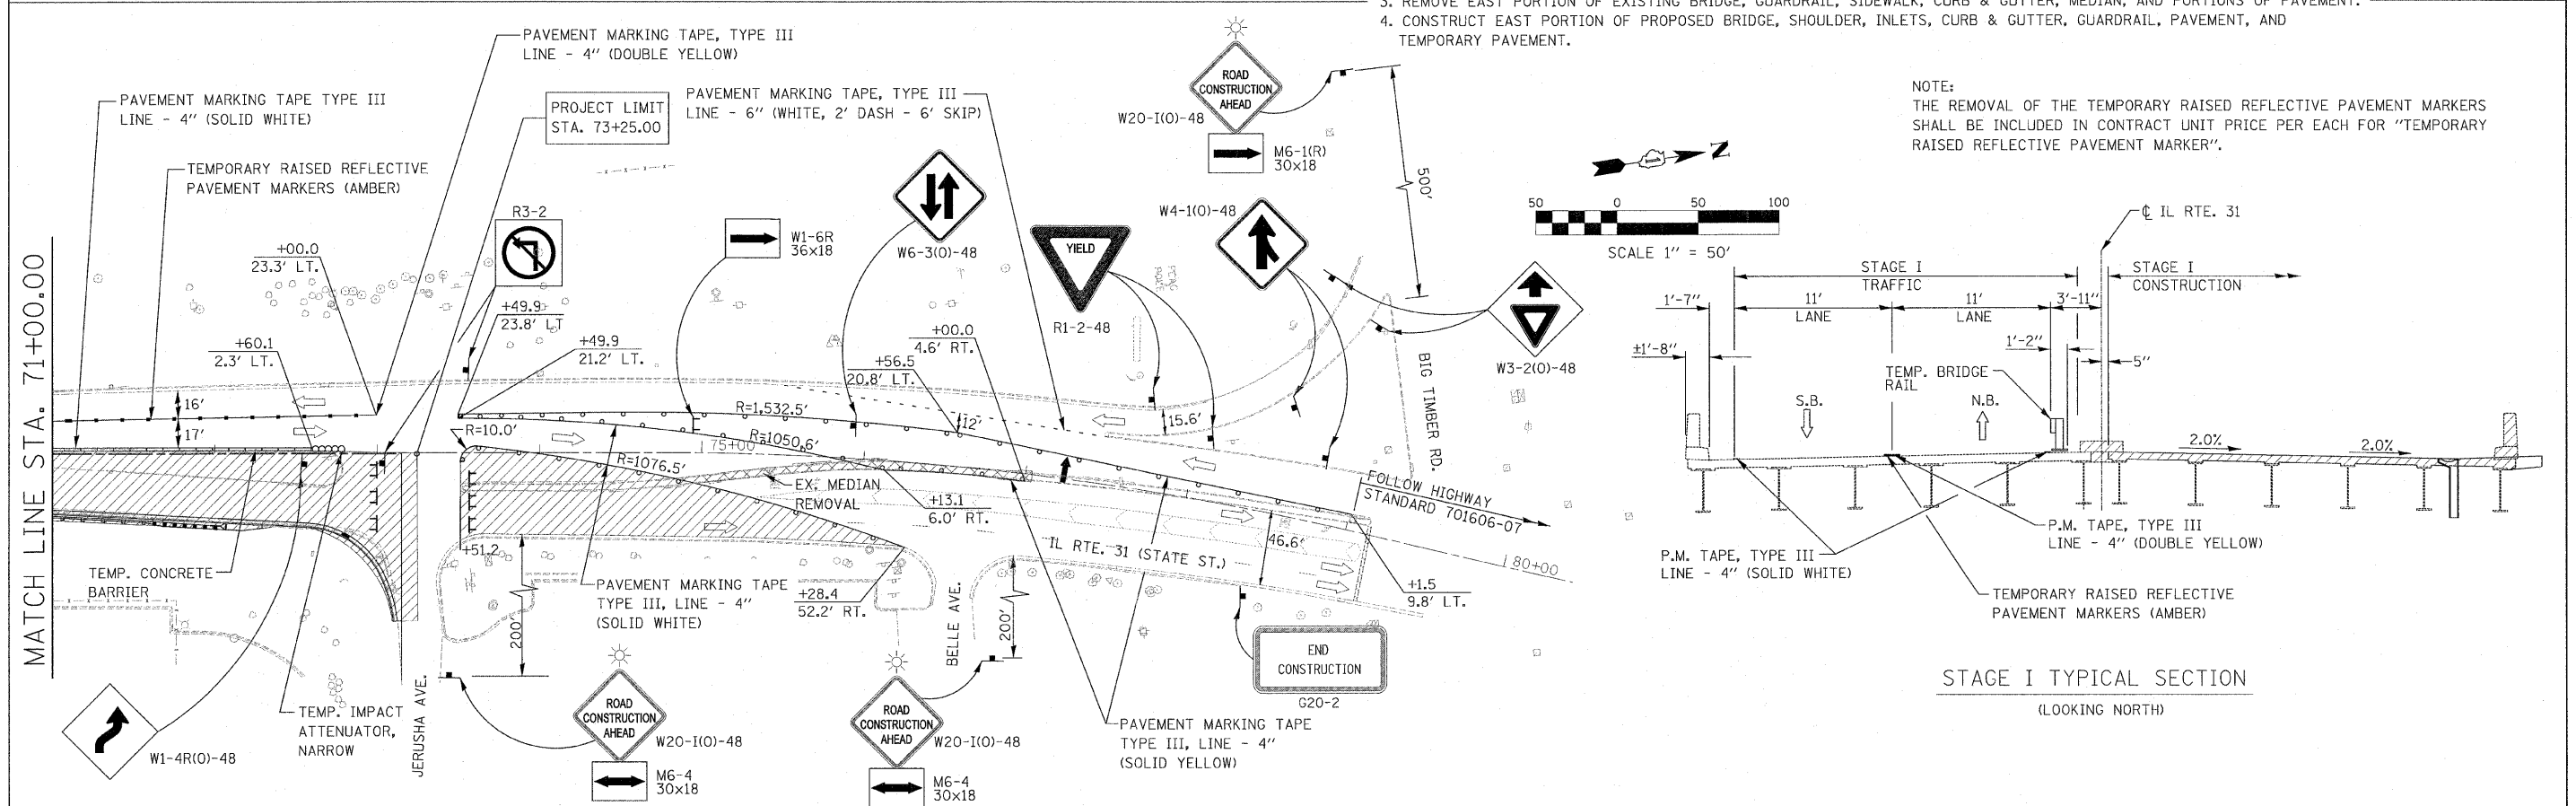 3. REMOVE EAST PORTION OF EXISTING BRIDGE, GUARDRAIL, SIDEWALK, CURB & GUTTER, MEDIAN, AND PORTIONS OF PAVEMENT.
4. CONSTRUCT EAST PORTION OF PROPOSED BRIDGE, SHOULDER, INLETS, CURB & GUTTER, GUARDRAIL, PAVEMENT, AND
TEMPORARY PAVEMENT.
PAVEMENT MARKING TAPE, TYPE III
LINE - 4" (DOUBLE YELLOW)
PAVEMENT MARKING TAPE TYPE III
LINE - 4" (SOLID WHITE)
PROJECT LIMIT
STA. 73+25.00
PAVEMENT MARKING TAPE, TYPE III
LINE - 6" (WHITE, 2' DASH - 6' SKIP)
TEMPORARY RAISED REFLECTIVE
PAVEMENT MARKERS (AMBER)
ROAD
CONSTRUCTION
AHEAD
W20-I(O)-48
M6-1(R)
30x18
500'
NOTE:
THE REMOVAL OF THE TEMPORARY RAISED REFLECTIVE PAVEMENT MARKERS
SHALL BE INCLUDED IN CONTRACT UNIT PRICE PER EACH FOR "TEMPORARY
RAISED REFLECTIVE PAVEMENT MARKER".
N
50
0
50
100
SCALE 1" = 50'
MATCH LINE STA. 71+00.00
+00.0
23.3' LT.
R3-2
+49.9
23.8' LT
W1-6R
36x18
W6-3(O)-48
YIELD
R1-2-48
W4-1(O)-48
W3-2(O)-48
+60.1
2.3' LT.
+49.9
21.2' LT.
+56.5
20.8' LT.
+00.0
4.6' RT.
16'
17'
R=10.0'
R=1,532.5'
R=1050.6'
R=1076.5'
75+00
12'
15.6'
BIG TIMBER RD.
EX. MEDIAN
REMOVAL
+13.1
6.0' RT.
FOLLOW HIGHWAY
STANDARD 701606-07
46.6'
IL RTE. 31 (STATE ST.)
80+00
+51.2
TEMP. CONCRETE
BARRIER
PAVEMENT MARKING TAPE
TYPE III, LINE - 4"
(SOLID WHITE)
+28.4
52.2' RT.
200'
BELLE AVE.
200'
+1.5
9.8' LT.
END
CONSTRUCTION
G20-2
W1-4R(O)-48
TEMP. IMPACT
ATTENUATOR,
NARROW
JERUSHA AVE.
ROAD
CONSTRUCTION
AHEAD
W20-I(O)-48
M6-4
30x18
ROAD
CONSTRUCTION
AHEAD
W20-I(O)-48
M6-4
30x18
PAVEMENT MARKING TAPE
TYPE III, LINE - 4"
(SOLID YELLOW)
℄ IL RTE. 31
STAGE I
TRAFFIC
STAGE I
CONSTRUCTION
1'-7"
11'
LANE
11'
LANE
3'-11"
±1'-8"
1'-2"
5"
TEMP. BRIDGE
RAIL
S.B.
N.B.
2.0%
2.0%
P.M. TAPE, TYPE III
LINE - 4" (SOLID WHITE)
P.M. TAPE, TYPE III
LINE - 4" (DOUBLE YELLOW)
TEMPORARY RAISED REFLECTIVE
PAVEMENT MARKERS (AMBER)
STAGE I TYPICAL SECTION
(LOOKING NORTH)